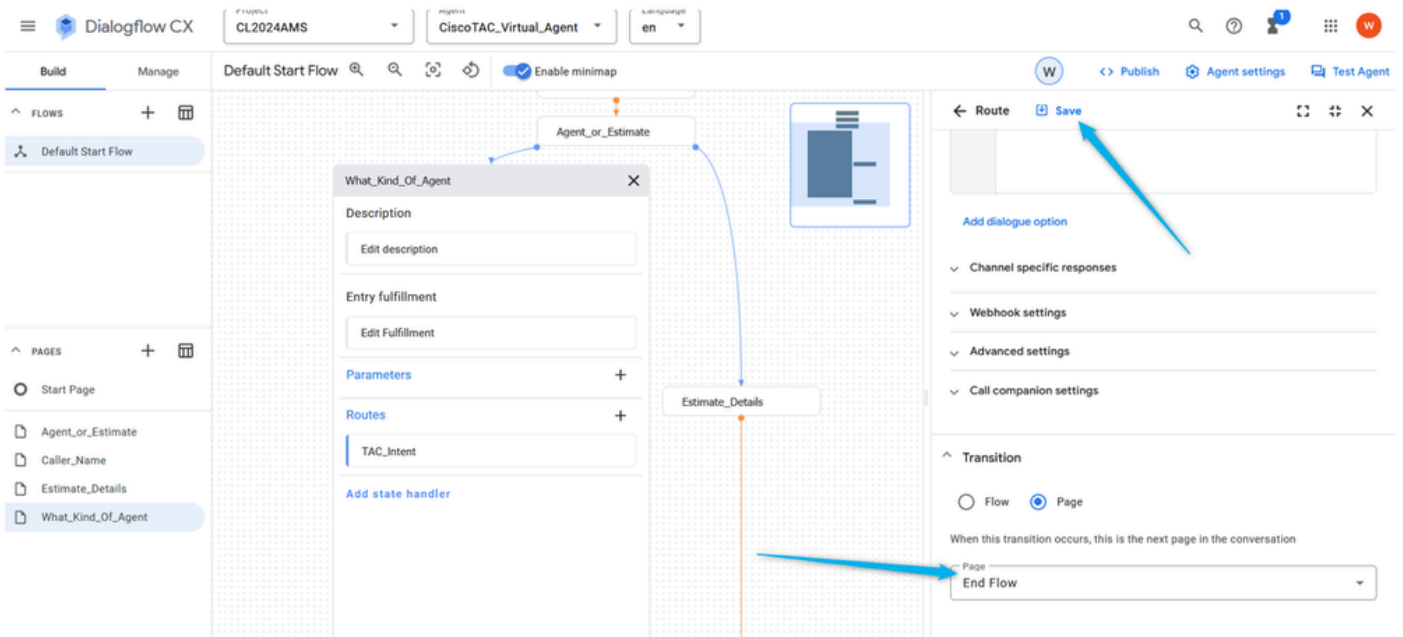 Project
Agent
Language
Dialogflow CX
CL2024AMS
CiscoTAC_Virtual_Agent
en
1
W
Build
Manage
Default Start Flow
Enable minimap
W
<> Publish
Agent settings
Test Agent
FLOWS
Default Start Flow
PAGES
Start Page
Agent_or_Estimate
Caller_Name
Estimate_Details
What_Kind_Of_Agent
Agent_or_Estimate
What_Kind_Of_Agent
Description
Edit description
Entry fulfillment
Edit Fulfillment
Parameters
Routes
TAC_Intent
Add state handler
Estimate_Details
Route
Save
Add dialogue option
Channel specific responses
Webhook settings
Advanced settings
Call companion settings
Transition
Flow
Page
When this transition occurs, this is the next page in the conversation
Page
End Flow